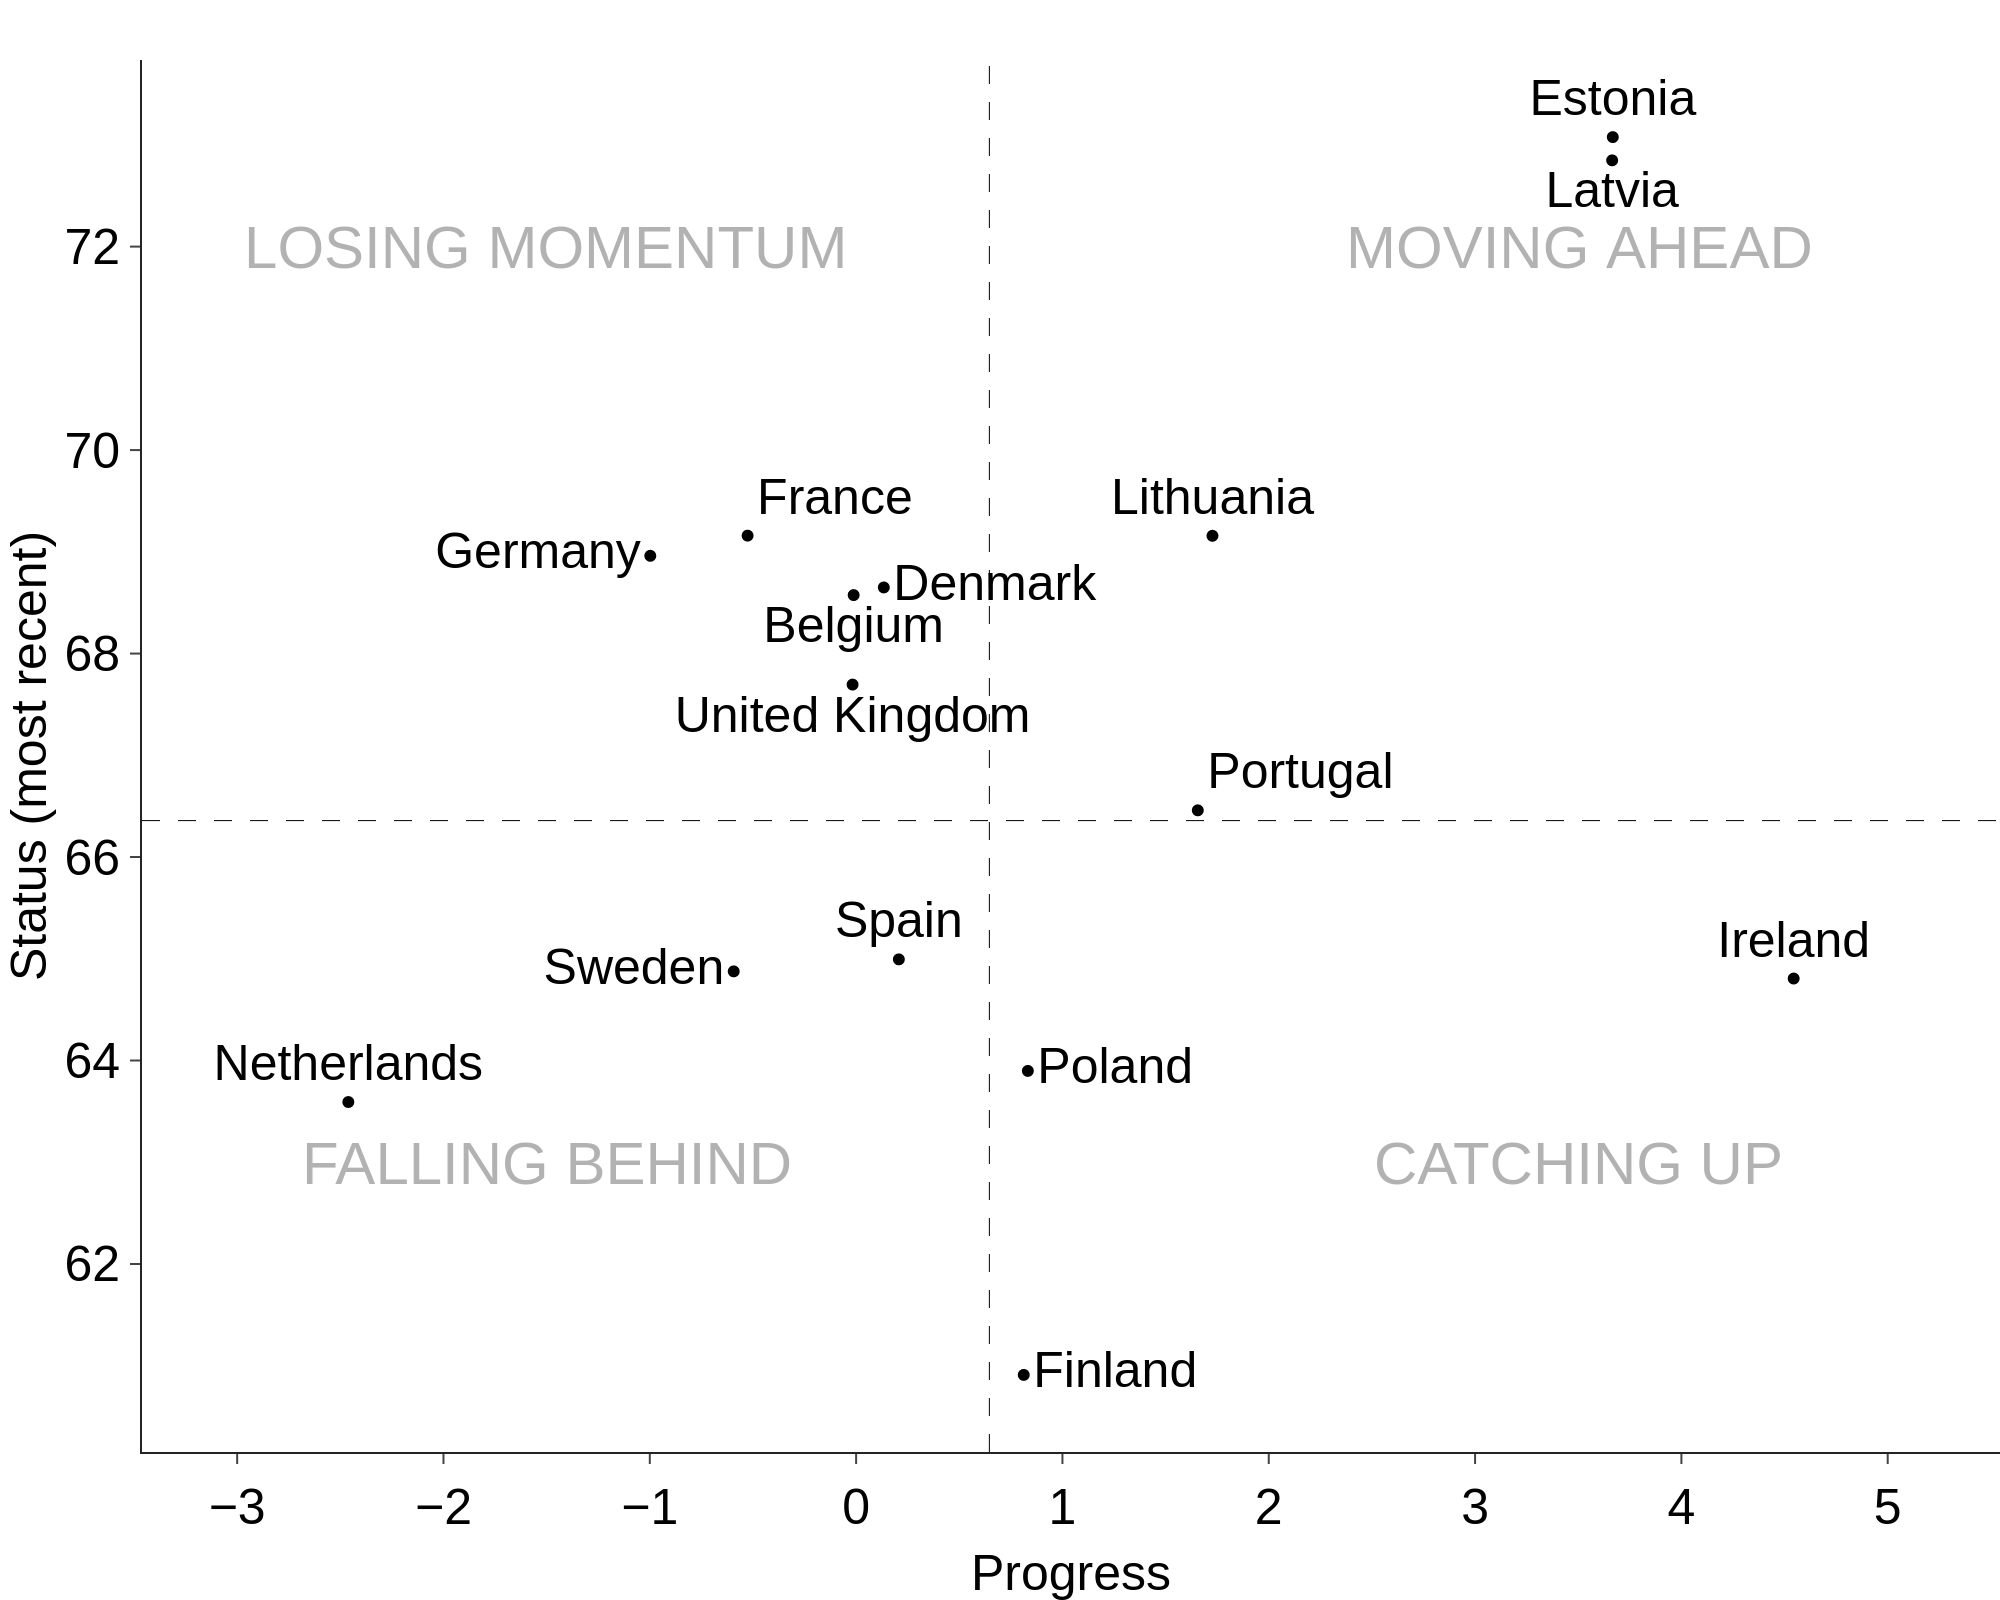 Estonia
Latvia
LOSING MOMENTUM
MOVING AHEAD
72
70
68
66
64
62
Status (most recent)
France
Lithuania
Germany
Denmark
Belgium
United Kingdom
Portugal
Spain
Ireland
Sweden
Netherlands
Poland
FALLING BEHIND
CATCHING UP
Finland
−3 −2 −1 0 1 2 3 4 5
Progress